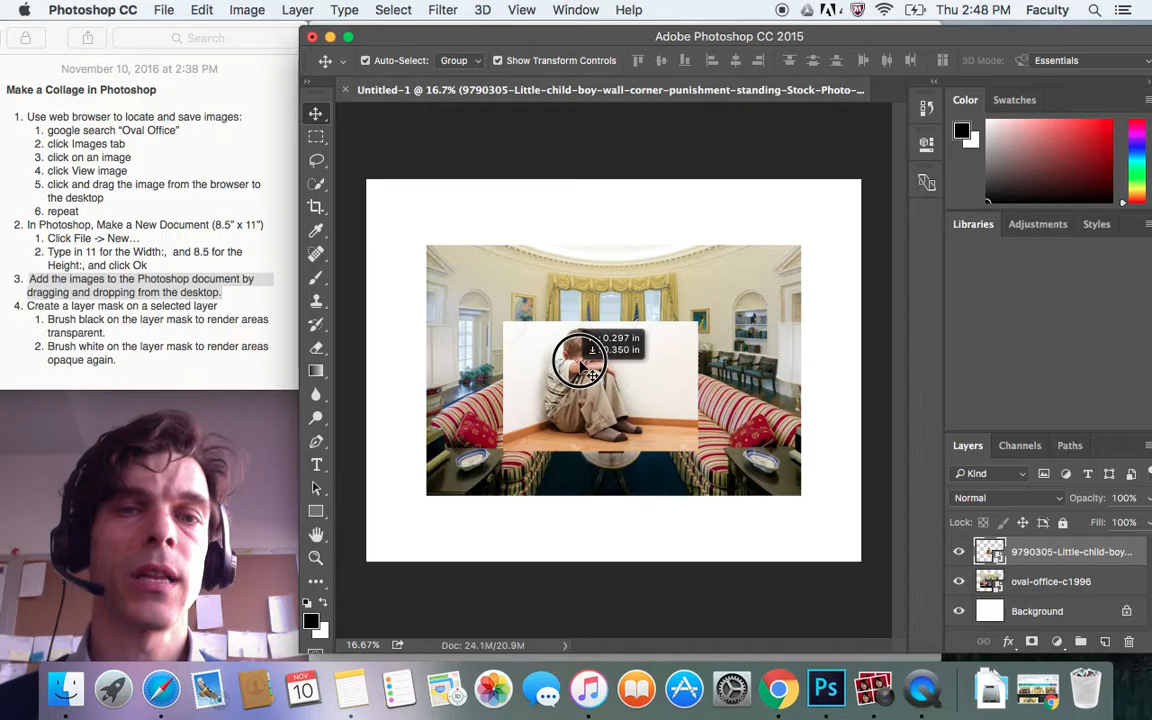 Photoshop CC File Edit Image Layer Type Select Filter 3D View Window Help Thu 2:48 PM Faculty
Search
Adobe Photoshop CC 2015
Auto-Select: Group Show Transform Controls 3D Mode: Essentials
November 10, 2016 at 2:38 PM
Untitled-1 @ 16.7% (9790305-Little-child-boy-wall-corner-punishment-standing-Stock-Photo-...
Make a Collage in Photoshop
1. Use web browser to locate and save images:
1. google search “Oval Office”
2. click Images tab
3. click on an image
4. click View image
5. click and drag the image from the browser to
the desktop
6. repeat
2. In Photoshop, Make a New Document (8.5” x 11”)
1. Click File -> New...
2. Type in 11 for the Width:, and 8.5 for the
Height:, and click Ok
3. Add the images to the Photoshop document by
dragging and dropping from the desktop.
4. Create a layer mask on a selected layer
1. Brush black on the layer mask to render areas
transparent.
2. Brush white on the layer mask to render areas
opaque again.
0.297 in
0.350 in
Color Swatches
Libraries Adjustments Styles
Layers Channels Paths
Kind
Normal Opacity: 100%
Lock: Fill: 100%
9790305-Little-child-boy...
oval-office-c1996
Background
fx
16.67% Doc: 24.1M/20.9M
NOV
10
Ps